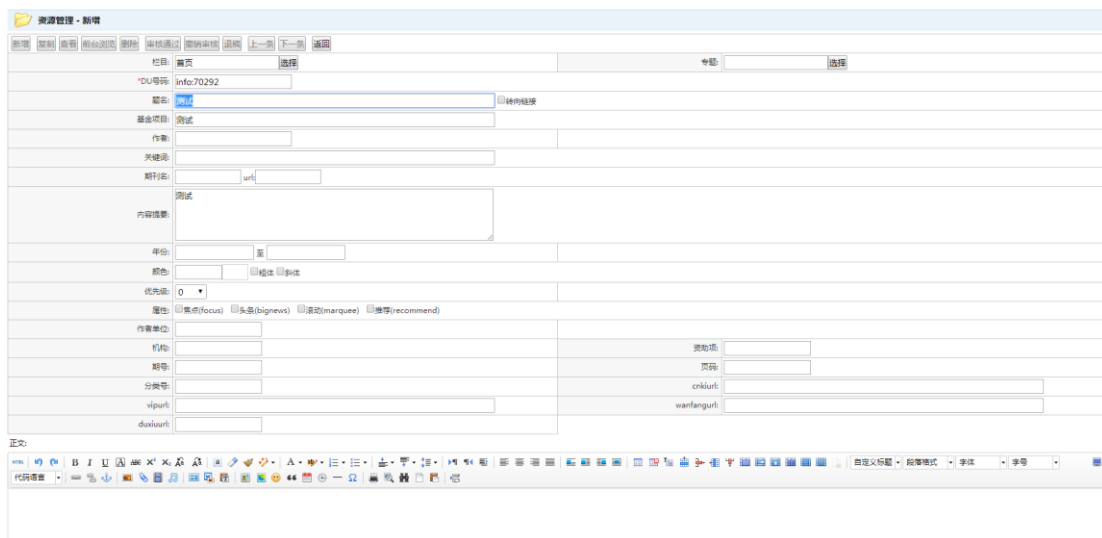 资源管理 - 新增
新增 复制 查看 前台浏览 删除 审核通过 撤销审核 退稿 上一条 下一条 返回
栏目: 首页 选择 专题: 选择
*DU号码: info:70292
题名: 测试 转向链接
基金项目: 测试
作者:
关键词:
期刊名: url:
内容提要: 测试
年份: 至
颜色: 粗体 斜体
优先级: 0
属性: 焦点(focus) 头条(bignews) 滚动(marquee) 推荐(recommend)
作者单位:
机构: 资助项:
期号: 页码:
分类号: cnkiurl:
vipurl: wanfangurl:
duxiuurl:
正文:
HTML B I U A ABC X² X₂ A 自定义标题 段落格式 字体 字号
代码语言